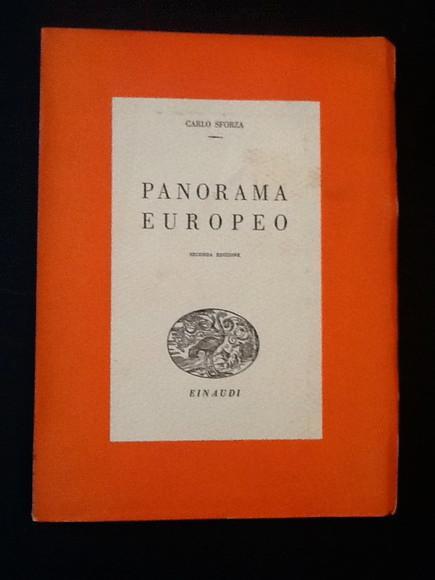 CARLO SFORZA
PANORAMA
EUROPEO
SECONDA EDIZIONE
EINAUDI